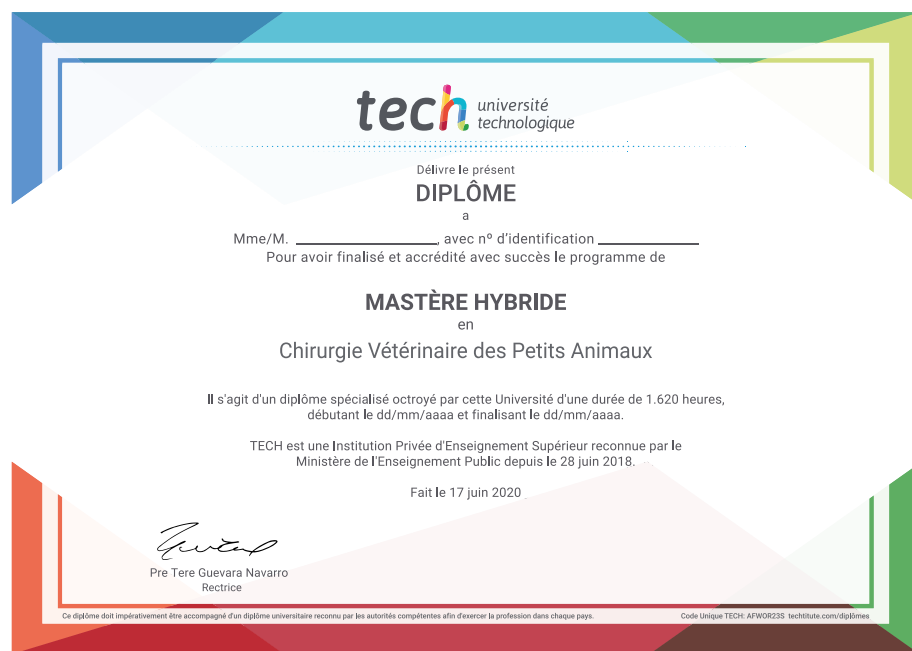 tech université
technologique
Délivre le présent
DIPLÔME
a
Mme/M. ____________________, avec nº d'identification ______________
Pour avoir finalisé et accrédité avec succès le programme de
MASTÈRE HYBRIDE
en
Chirurgie Vétérinaire des Petits Animaux
Il s'agit d'un diplôme spécialisé octroyé par cette Université d'une durée de 1.620 heures,
débutant le dd/mm/aaaa et finalisant le dd/mm/aaaa.
TECH est une Institution Privée d'Enseignement Supérieur reconnue par le
Ministère de l'Enseignement Public depuis le 28 juin 2018.
Fait le 17 juin 2020
Pre Tere Guevara Navarro
Rectrice
Ce diplôme doit impérativement être accompagné d'un diplôme universitaire reconnu par les autorités compétentes afin d'exercer la profession dans chaque pays.
Code Unique TECH: AFWOR23S techtitute.com/diplômes